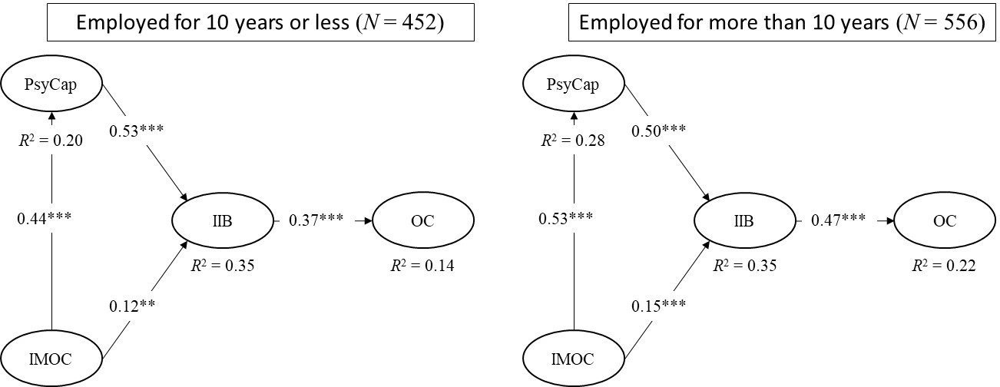 Employed for 10 years or less (N = 452)
PsyCap
R² = 0.20
0.53***
0.44***
IIB
R² = 0.35
0.37***
OC
R² = 0.14
0.12**
IMOC
Employed for more than 10 years (N = 556)
PsyCap
R² = 0.28
0.50***
0.53***
IIB
R² = 0.35
0.47***
OC
R² = 0.22
0.15***
IMOC